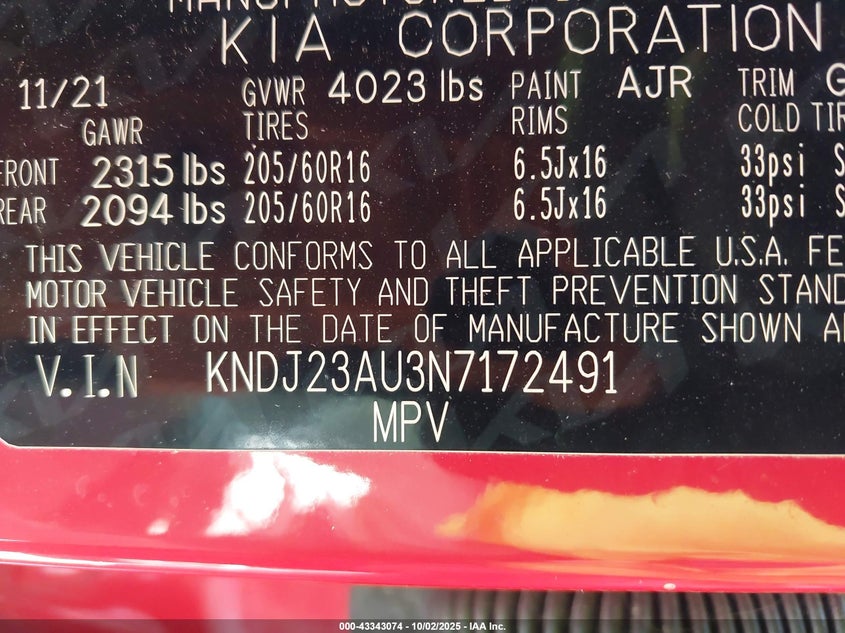 KIA CORPORATION
11/21 GVWR 4023 lbs PAINT AJR TRIM
GAWR TIRES RIMS COLD
FRONT 2315 lbs 205/60R16 6.5Jx16 33psi
REAR 2094 lbs 205/60R16 6.5Jx16 33psi
THIS VEHICLE CONFORMS TO ALL APPLICABLE U.S.A.
MOTOR VEHICLE SAFETY AND THEFT PREVENTION
IN EFFECT ON THE DATE OF MANUFACTURE SHOWN
V.I.N KNDJ23AU3N7172491
MPV
000-43343074 - 10/02/2025 - IAA Inc.